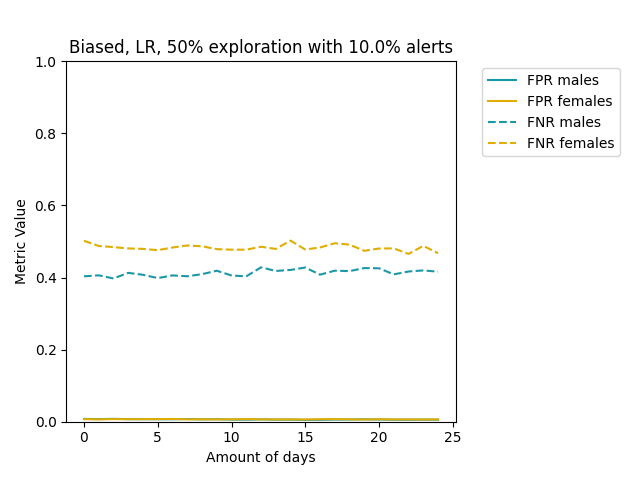 Biased, LR, 50% exploration with 10.0% alerts
1.0
0.8
0.6
0.4
0.2
0.0
Metric Value
0 5 10 15 20 25
Amount of days
FPR males
FPR females
FNR males
FNR females